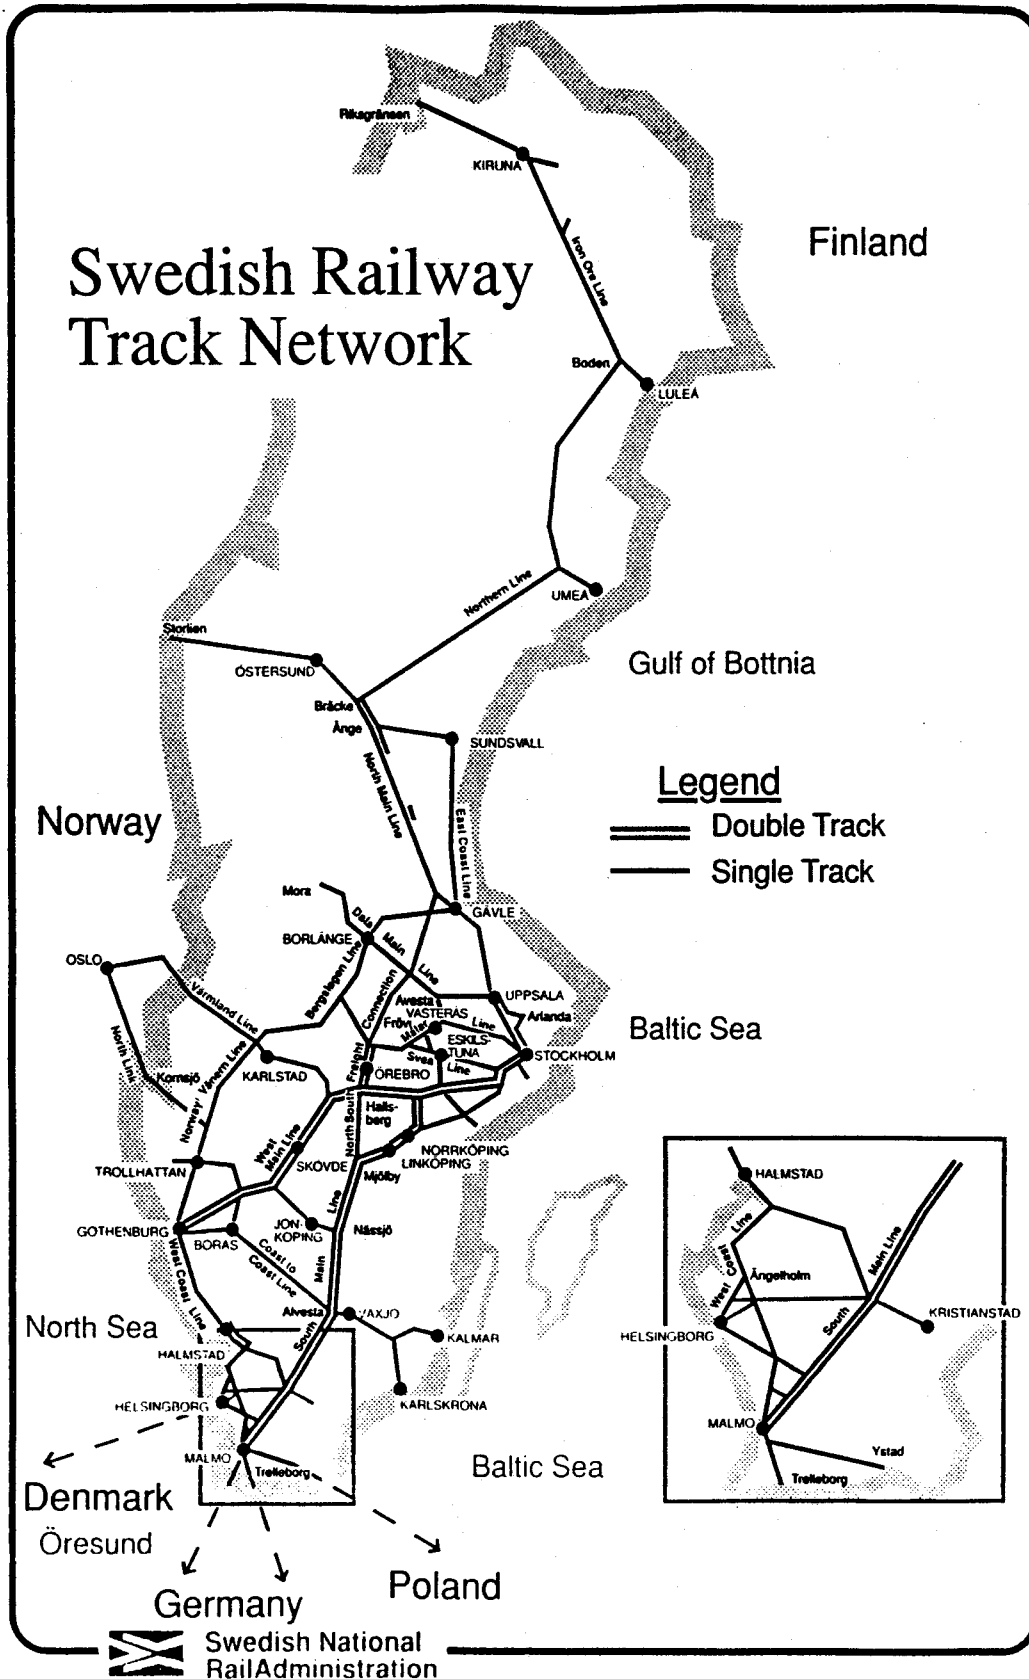 Riksgränsen
KIRUNA
Finland
Swedish Railway
Track Network
Iron Ore Line
Boden
LULEÅ
Northern Line
UMEA
Storlien
ÖSTERSUND
Gulf of Bottnia
Bräcke
Ånge
SUNDSVALL
North Main Line
East Coast Line
Legend
Double Track
Single Track
Norway
Mora
Dala
Main
Line
GÄVLE
BORLÄNGE
OSLO
Värmland Line
Bergslagen Line
Connection
Avesta
UPPSALA
VÄSTERÅS
Arlanda
Frövi
Mälar
Line
Baltic Sea
North Link
ESKILS-
TUNA
Svea
Line
STOCKHOLM
Kornsjö
Norway/Vänern Line
KARLSTAD
Freight
ÖREBRO
Halls-
berg
North South
West
Main Line
SKÖVDE
NORRKÖPING
LINKÖPING
Mjölby
TROLLHATTAN
GOTHENBURG
BORAS
JÖN-
KOPING
Line
Nässjö
Coast to
Coast Line
Main
West Coast Line
Alvesta
VAXJO
South
KALMAR
North Sea
HALMSTAD
HELSINGBORG
KARLSKRONA
MALMO
Trelleborg
Baltic Sea
Denmark
Öresund
Germany
Poland
HALMSTAD
Line
Coast
West
Ängelholm
Main Line
South
HELSINGBORG
KRISTIANSTAD
MALMO
Ystad
Trelleborg
Swedish National
RailAdministration